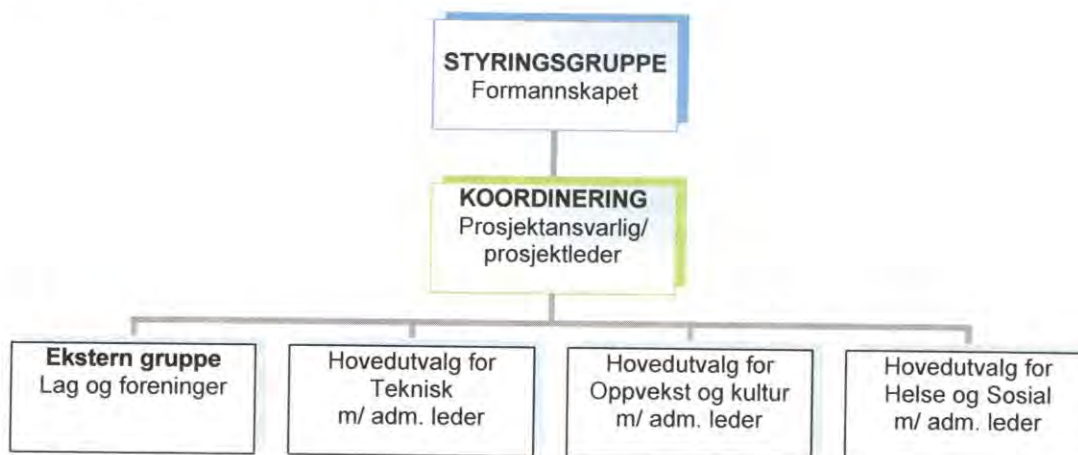 STYRINGSGRUPPE
Formannskapet
KOORDINERING
Prosjektansvarlig/
prosjektleder
Ekstern gruppe
Lag og foreninger
Hovedutvalg for
Teknisk
m/ adm. leder
Hovedutvalg for
Oppvekst og kultur
m/ adm. leder
Hovedutvalg for
Helse og Sosial
m/ adm. leder